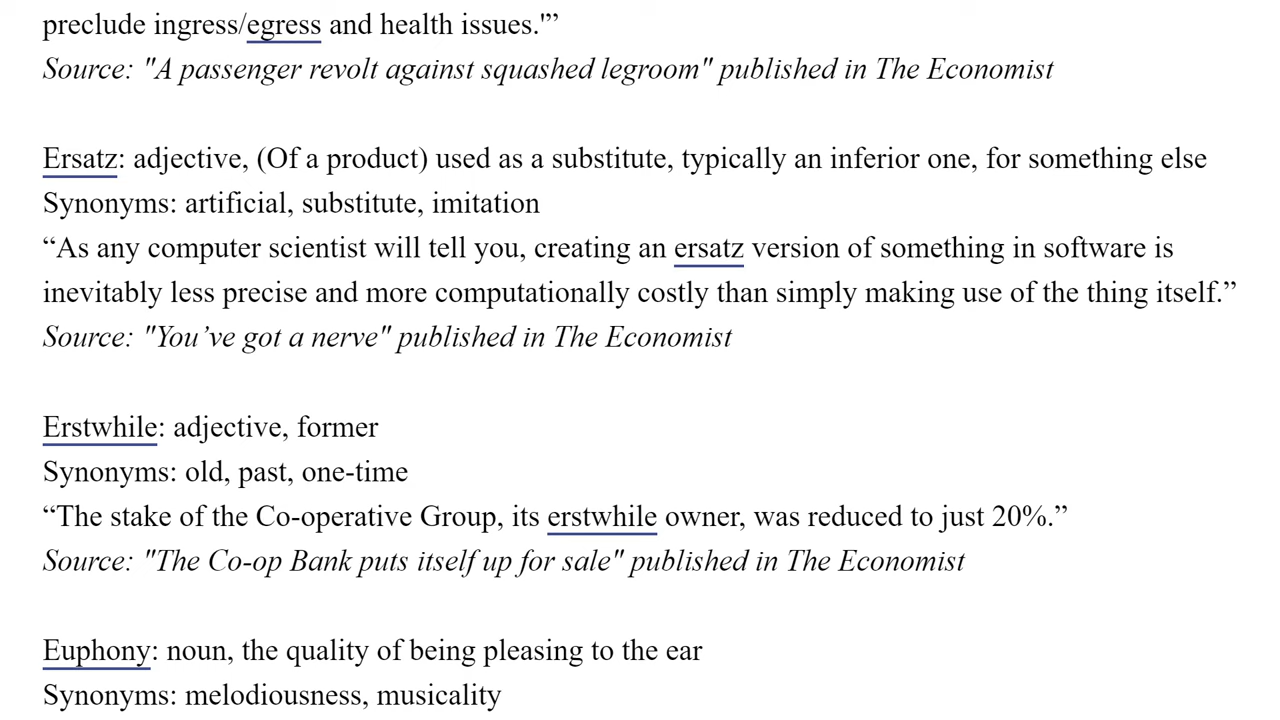 preclude ingress/egress and health issues.'”
Source: "A passenger revolt against squashed legroom" published in The Economist
Ersatz: adjective, (Of a product) used as a substitute, typically an inferior one, for something else
Synonyms: artificial, substitute, imitation
“As any computer scientist will tell you, creating an ersatz version of something in software is
inevitably less precise and more computationally costly than simply making use of the thing itself.”
Source: "You’ve got a nerve" published in The Economist
Erstwhile: adjective, former
Synonyms: old, past, one-time
“The stake of the Co-operative Group, its erstwhile owner, was reduced to just 20%.”
Source: "The Co-op Bank puts itself up for sale" published in The Economist
Euphony: noun, the quality of being pleasing to the ear
Synonyms: melodiousness, musicality